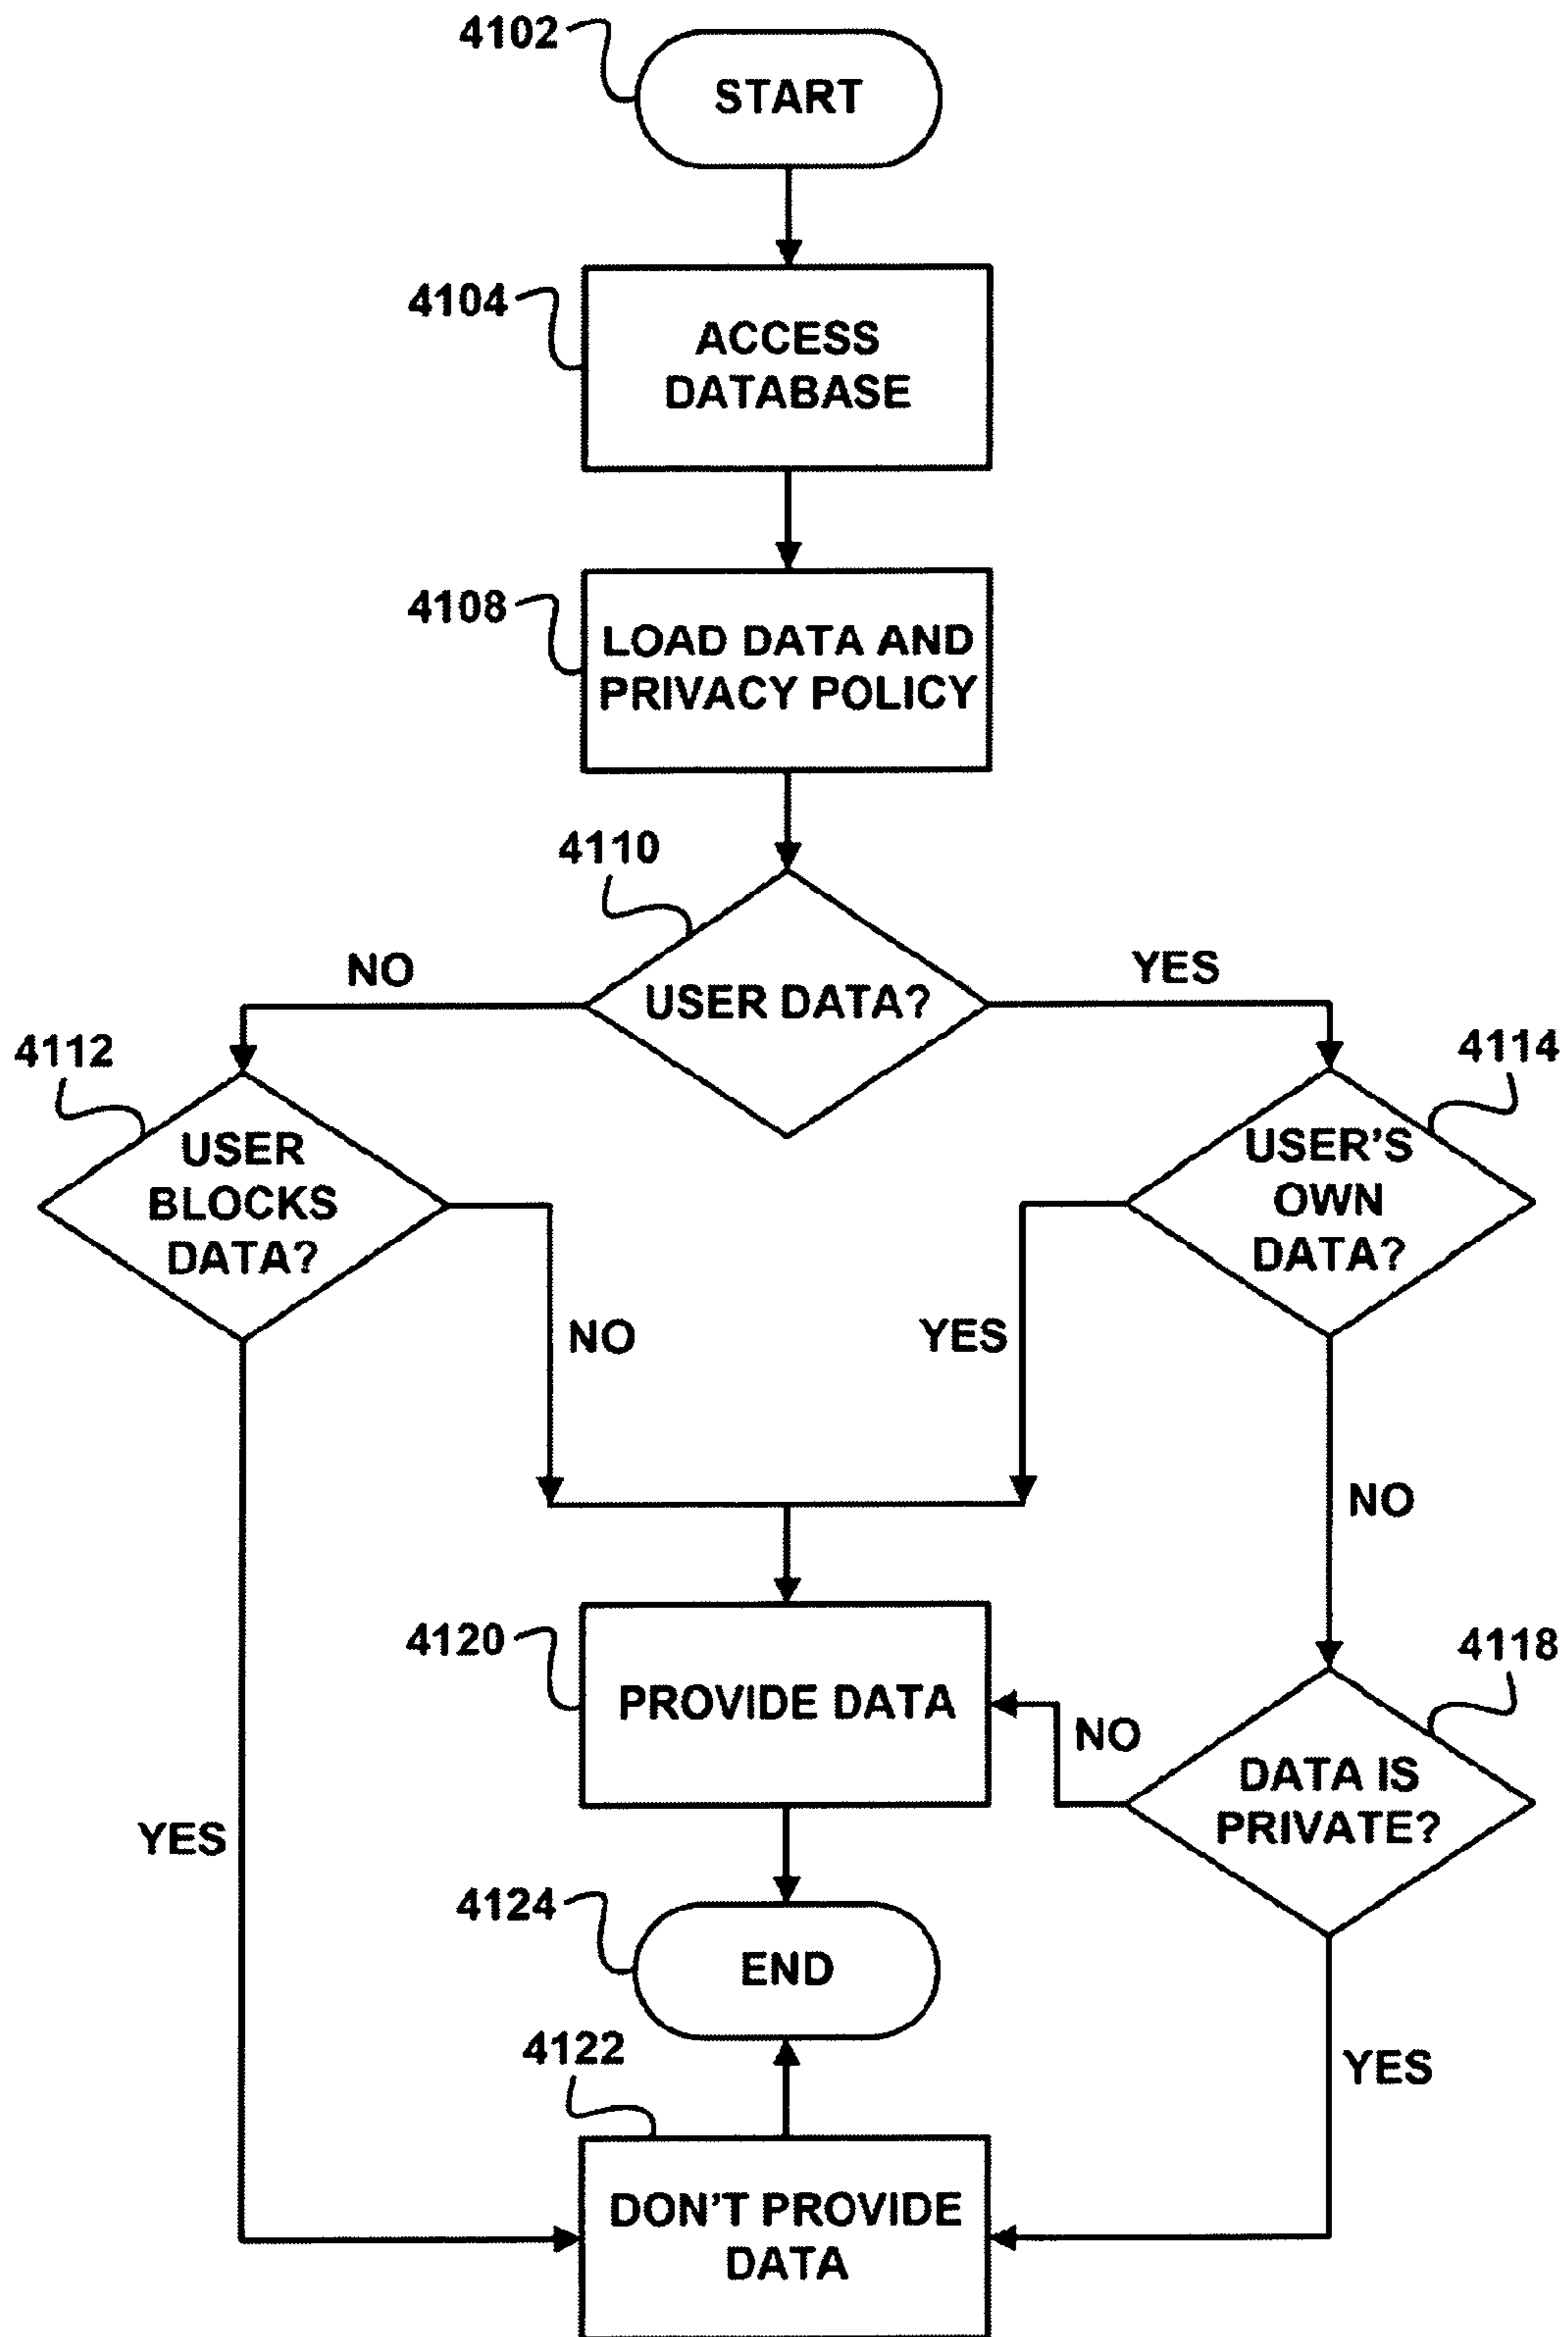 4102
START
4104
ACCESS
DATABASE
4108
LOAD DATA AND
PRIVACY POLICY
4110
NO
USER DATA?
YES
4112
USER
BLOCKS
DATA?
4114
USER'S
OWN
DATA?
NO
YES
NO
4120
PROVIDE DATA
NO
4118
DATA IS
PRIVATE?
YES
4124
END
4122
YES
DON'T PROVIDE
DATA